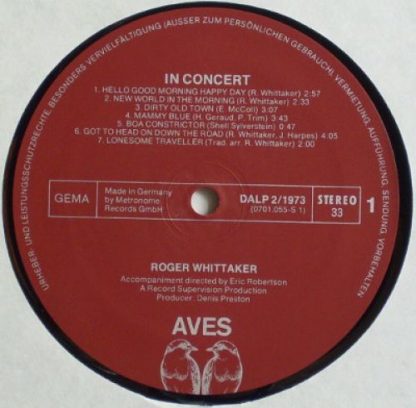 URHEBER- UND LEISTUNGSSCHUTZRECHTE, BESONDERS VERVIELFÄLTIGUNG (AUSSER ZUM PERSÖNLICHEN GEBRAUCH), VERMIETUNG, AUFFÜHRUNG, SENDUNG, VORBEHALTEN
IN CONCERT
1. HELLO GOOD MORNING HAPPY DAY (R. Whittaker) 2:57
2. NEW WORLD IN THE MORNING (R. Whittaker) 2:33
3. DIRTY OLD TOWN (E. McColl) 3:07
4. MAMMY BLUE (H. Geraud, P. Trim) 3:43
5. BOA CONSTRICTOR (Shell Sylverstein) 0:47
6. GOT TO HEAD ON DOWN THE ROAD (R. Whittaker, J. Harpes) 4:05
7. LONESOME TRAVELLER (Trad. arr. R. Whittaker) 2:00
GEMA
Made in Germany
by Metronome
Records GmbH
DALP 2/1973
(0701.055-S 1)
STEREO
33
1
ROGER WHITTAKER
Accompaniment directed by Eric Robertson
A Record Supervision Production
Producer: Denis Preston
AVES